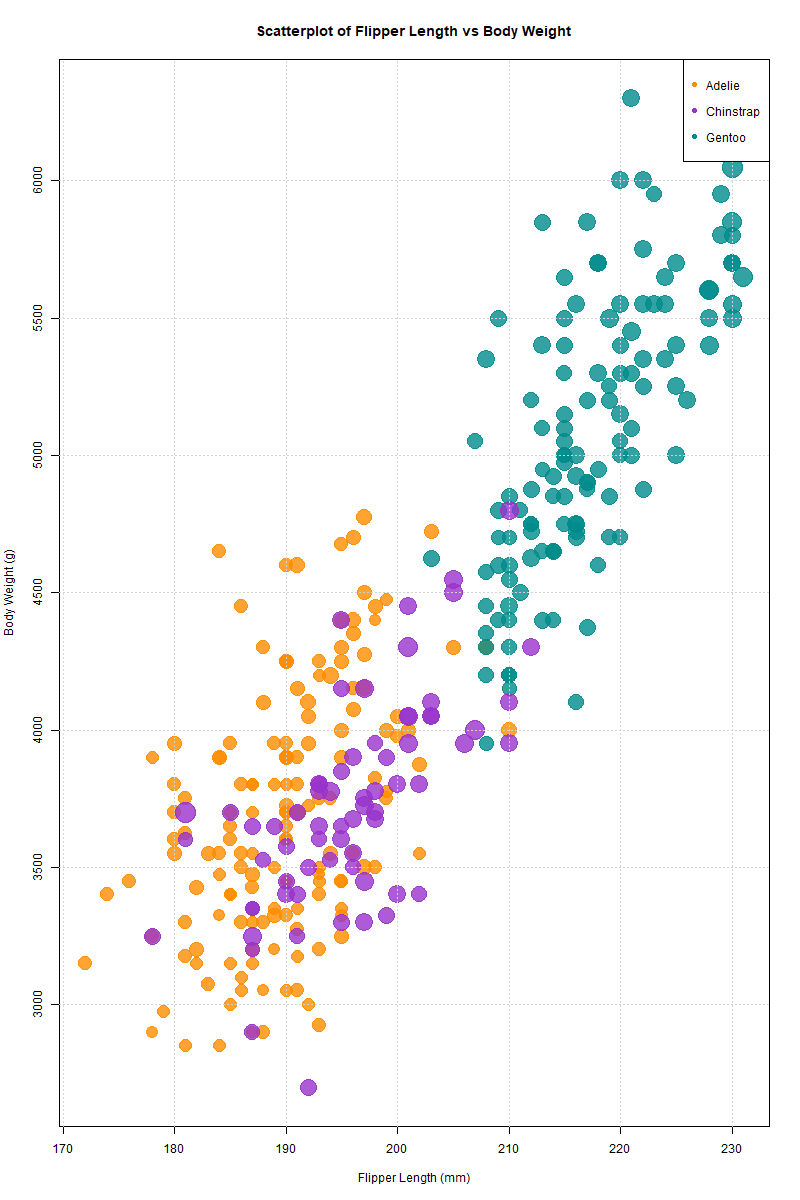 Scatterplot of Flipper Length vs Body Weight
Adelie
Chinstrap
Gentoo
6000
5500
5000
4500
4000
3500
3000
Body Weight (g)
170 180 190 200 210 220 230
Flipper Length (mm)